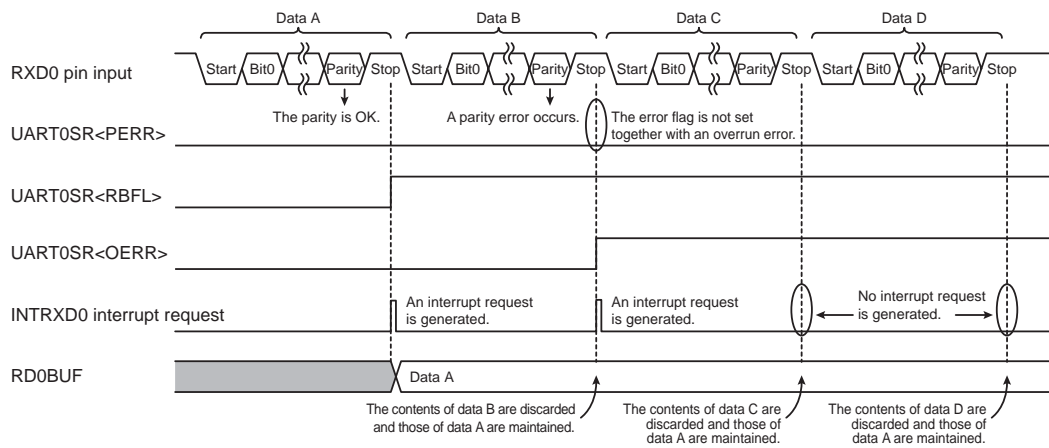 Data A Data B Data C Data D
RXD0 pin input
Start Bit0 Parity Stop Start Bit0 Parity Stop Start Bit0 Parity Stop Start Bit0 Parity Stop
The parity is OK.
A parity error occurs.
The error flag is not set
together with an overrun error.
UART0SR<PERR>
UART0SR<RBFL>
UART0SR<OERR>
INTRXD0 interrupt request
An interrupt request
is generated.
An interrupt request
is generated.
No interrupt request
is generated.
RD0BUF
Data A
The contents of data B are discarded
and those of data A are maintained.
The contents of data C are
discarded and those of
data A are maintained.
The contents of data D are
discarded and those of
data A are maintained.